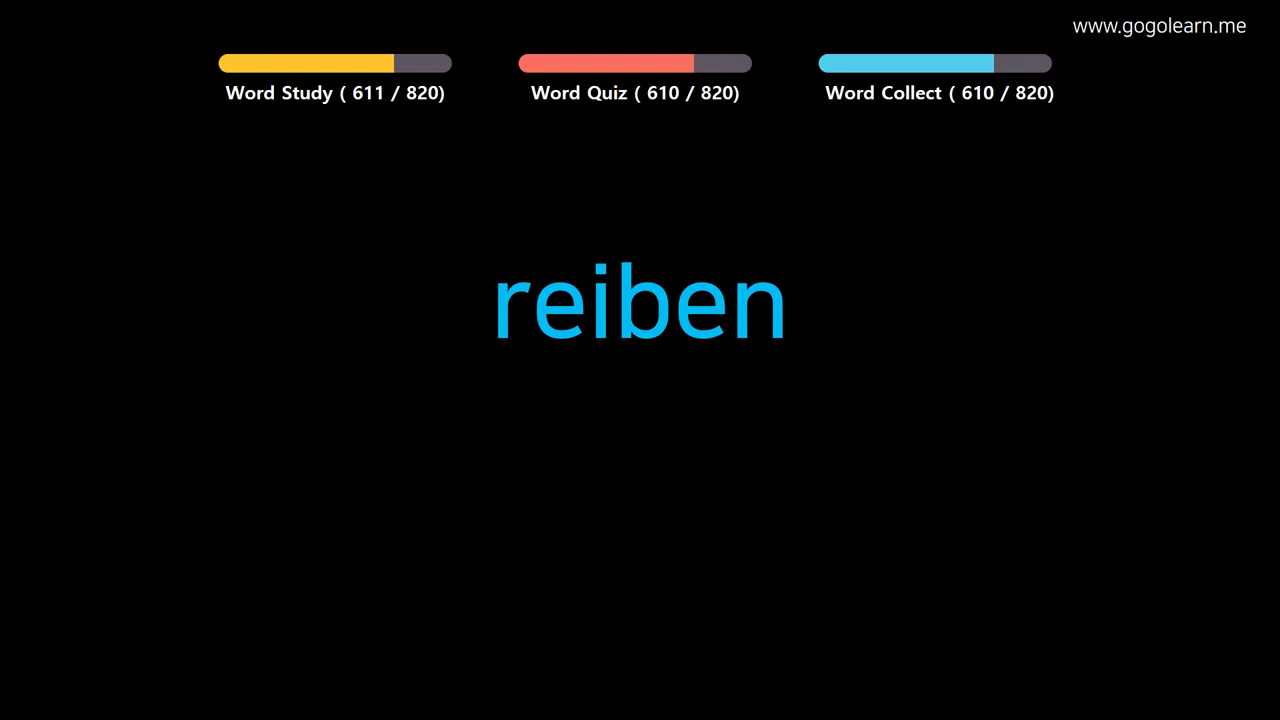 www.gogolearn.me
Word Study ( 611 / 820)
Word Quiz ( 610 / 820)
Word Collect ( 610 / 820)
reiben